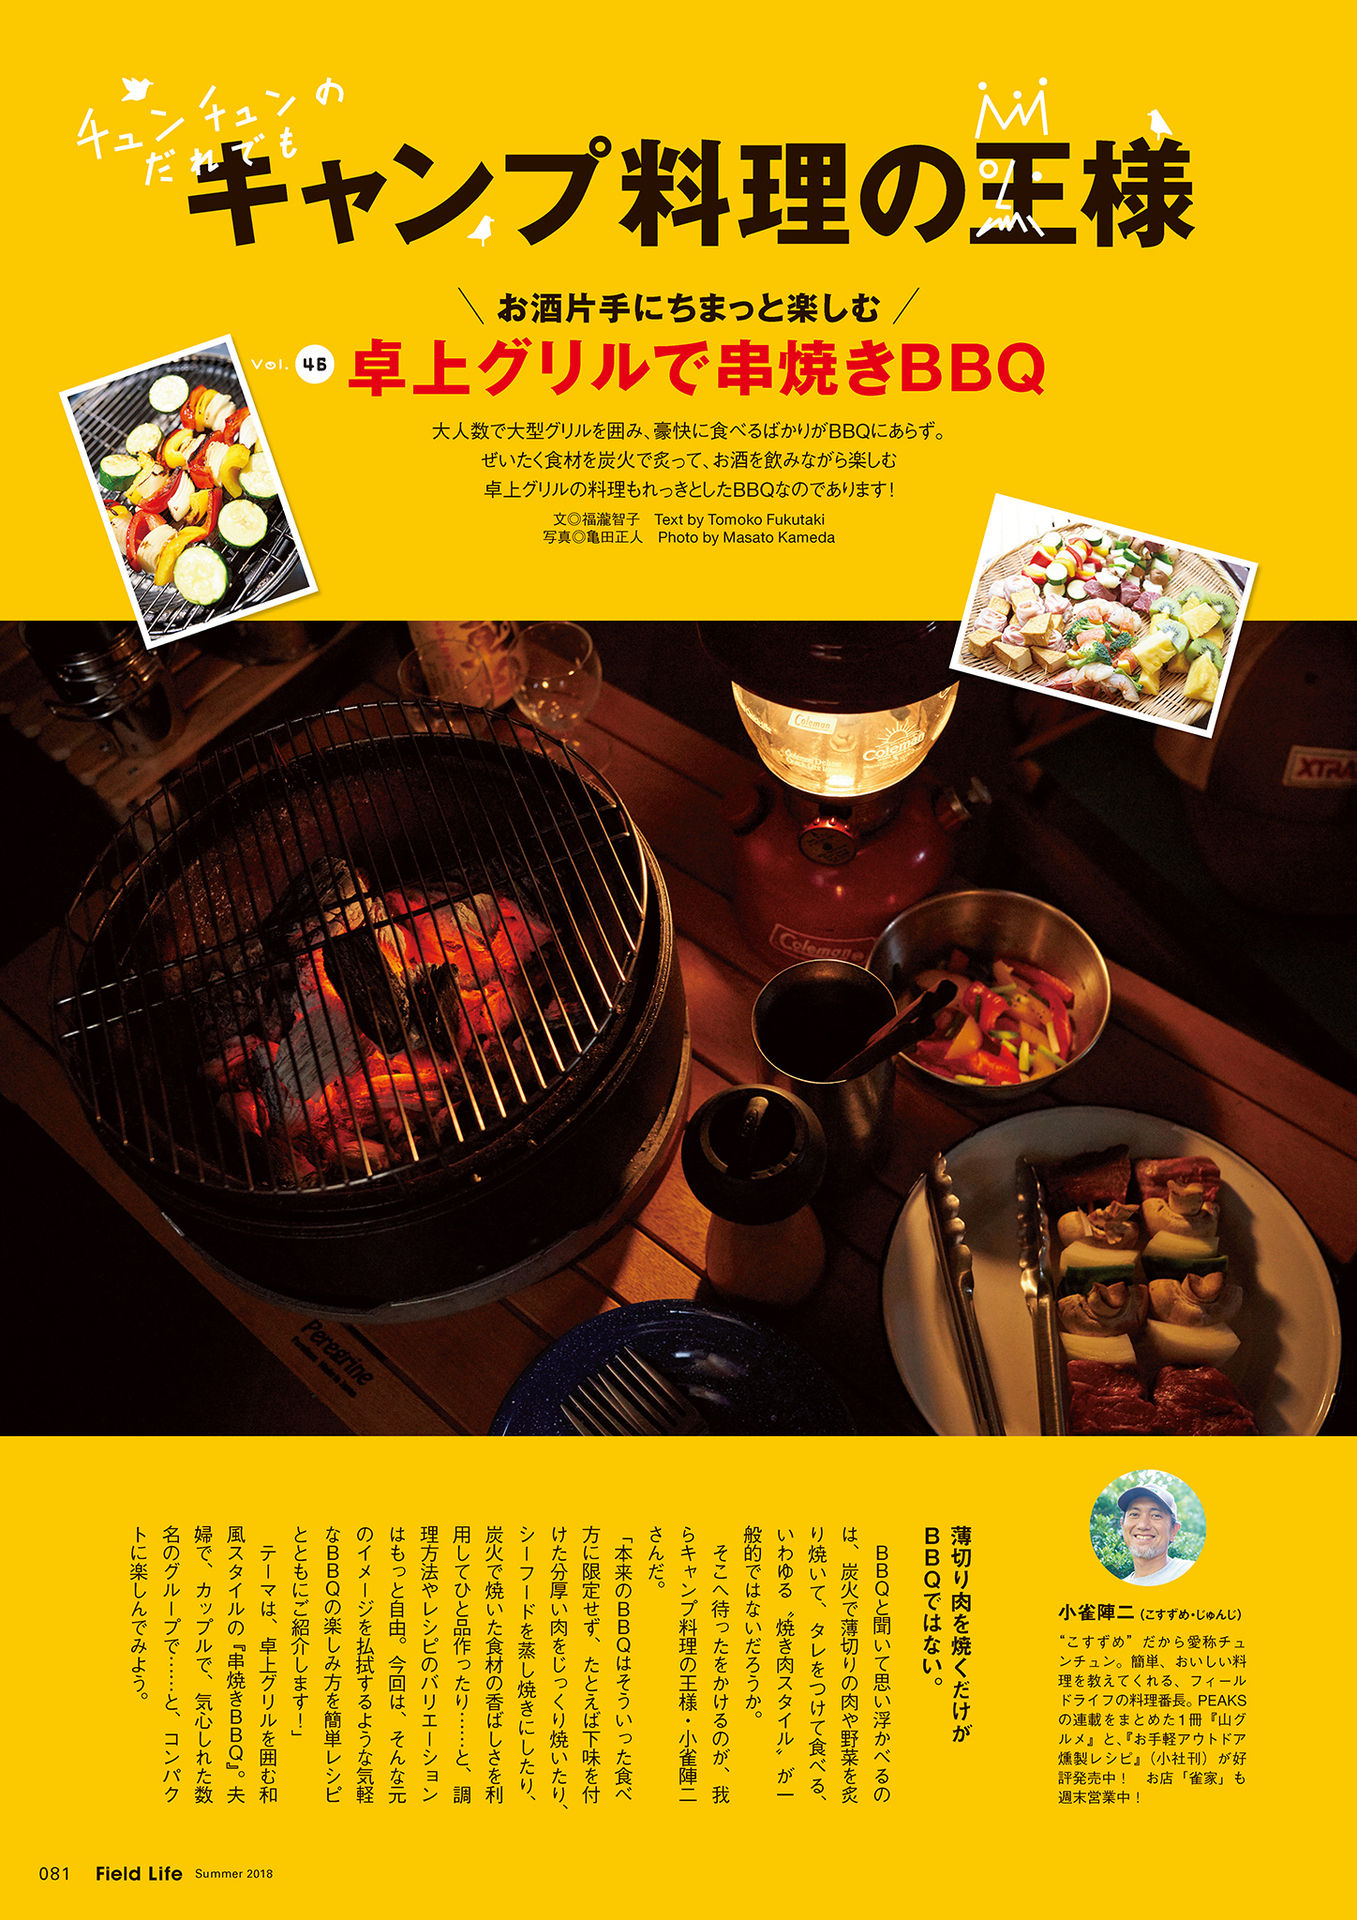 チュンチュンの
だれでも
キャンプ料理の王様
お酒片手にちまっと楽しむ
Vol. 46
卓上グリルで串焼きBBQ
大人数で大型グリルを囲み、豪快に食べるばかりがBBQにあらず。
ぜいたく食材を炭火で炙って、お酒を飲みながら楽しむ
卓上グリルの料理もれっきとしたBBQなのであります！
文◎福瀧智子　Text by Tomoko Fukutaki
写真◎亀田正人　Photo by Masato Kameda
Coleman
Coleman
Coleman
XTRA
Peregrine
小雀陣二（こすずめ・じゅんじ）
“こすずめ” だから愛称チュ
ンチュン。簡単、おいしい料
理を教えてくれる、フィール
ドライフの料理番長。PEAKS
の連載をまとめた1冊『山グ
ルメ』と、『お手軽アウトドア
燻製レシピ』（小社刊）が好
評発売中！　お店「雀家」も
週末営業中！
薄切り肉を焼くだけが
BBQではない。
BBQと聞いて思い浮かべるの
は、炭火で薄切りの肉や野菜を炙
り焼いて、タレをつけて食べる、
いわゆる〝焼き肉スタイル〟が一
般的ではないだろうか。
そこへ待ったをかけるのが、我
らキャンプ料理の王様・小雀陣二
さんだ。
「本来のBBQはそういった食べ
方に限定せず、たとえば下味を付
けた分厚い肉をじっくり焼いたり、
シーフードを蒸し焼きにしたり、
炭火で焼いた食材の香ばしさを利
用してひと品作ったり……と、調
理方法やレシピのバリエーション
はもっと自由。今回は、そんな元
のイメージを払拭するような気軽
なBBQの楽しみ方を簡単レシピ
とともにご紹介します！」
テーマは、卓上グリルを囲む和
風スタイルの『串焼きBBQ』。夫
婦で、カップルで、気心しれた数
名のグループで……と、コンパク
トに楽しんでみよう。
081 Field Life Summer 2018